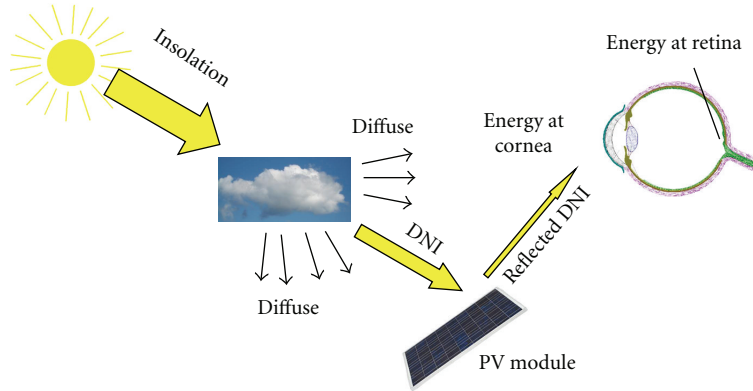 Insolation
Energy at retina
Diffuse
Energy at
cornea
DNI
Reflected DNI
Diffuse
PV module